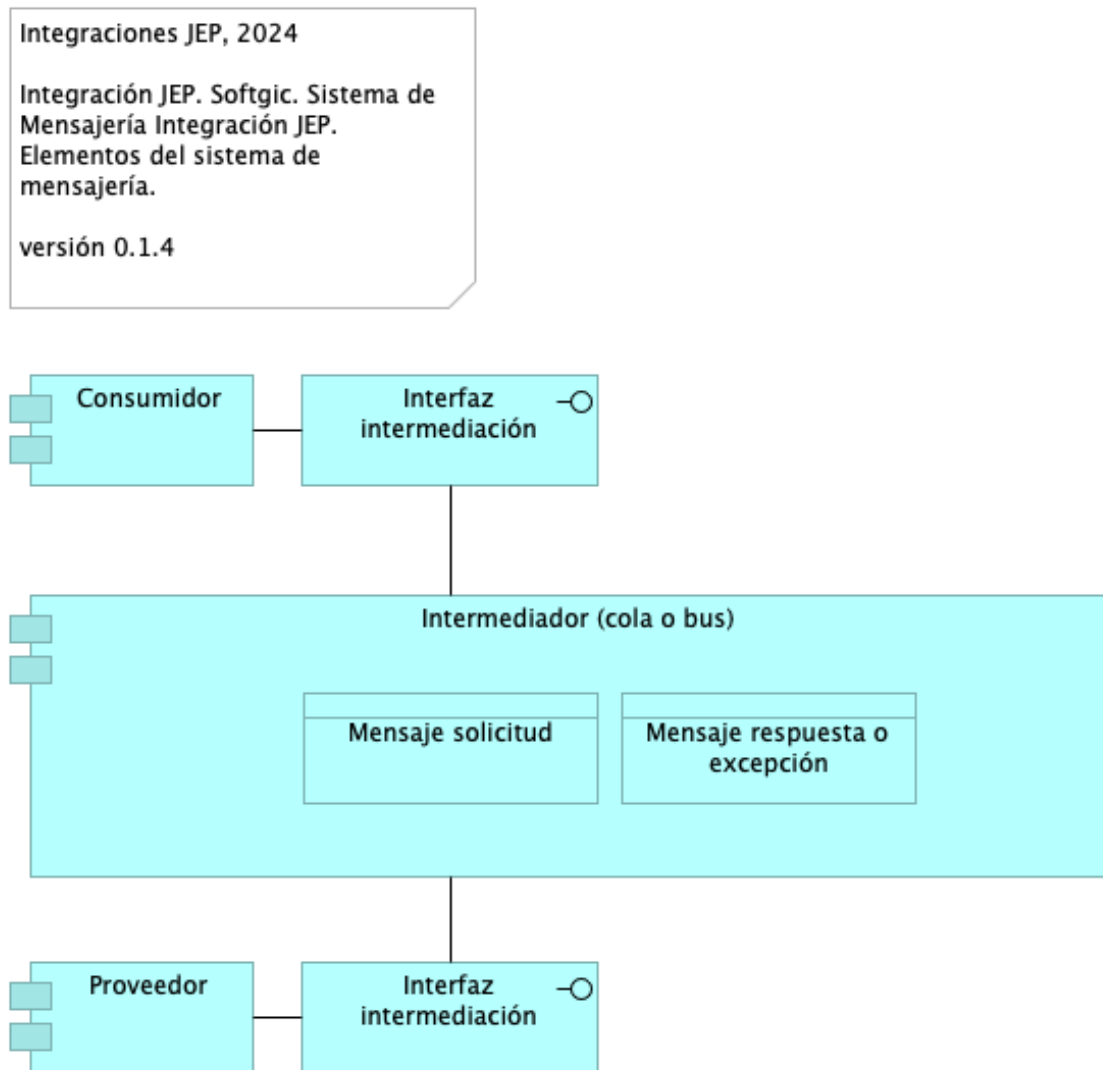 Integraciones JEP, 2024
Integración JEP. Softgic. Sistema de
Mensajería Integración JEP.
Elementos del sistema de
mensajería.
versión 0.1.4
Consumidor
Interfaz
intermediación
Intermediador (cola o bus)
Mensaje solicitud
Mensaje respuesta o
excepción
Proveedor
Interfaz
intermediación